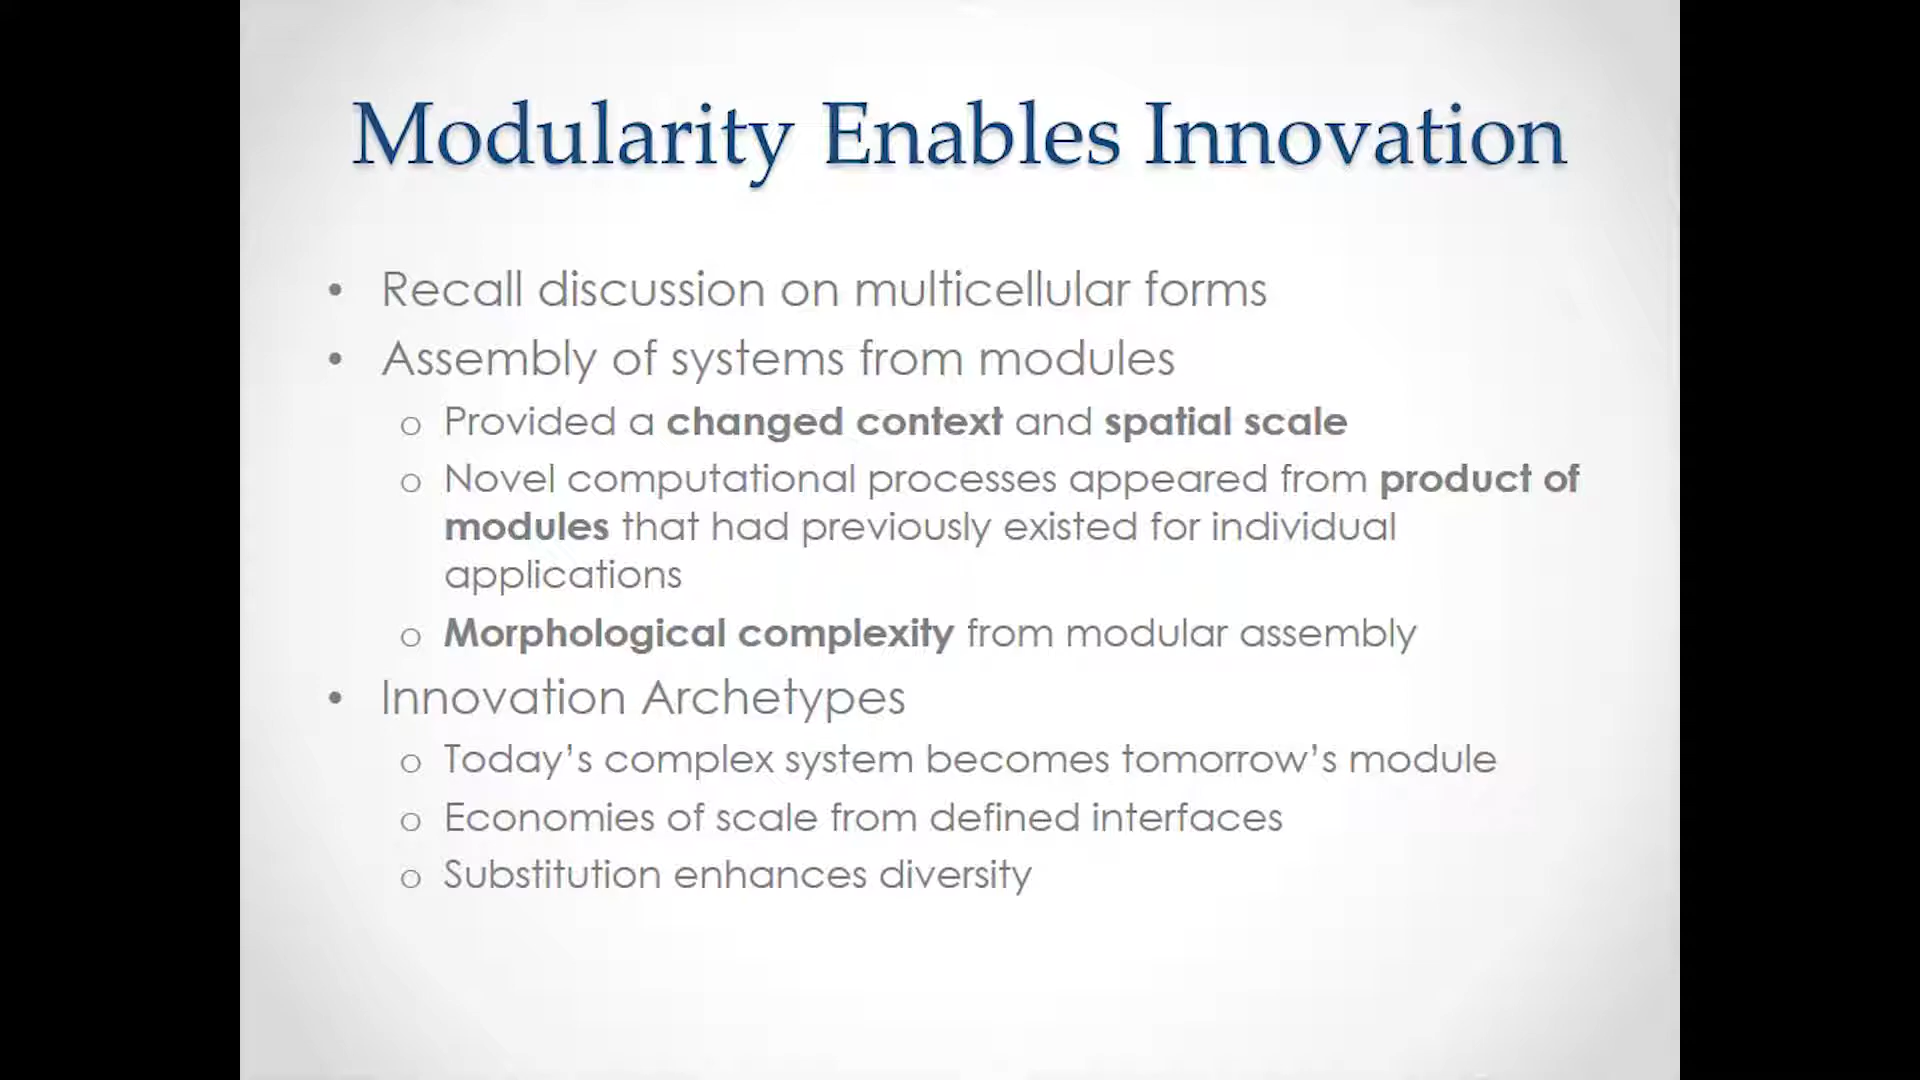 Modularity Enables Innovation
• Recall discussion on multicellular forms
• Assembly of systems from modules
o Provided a changed context and spatial scale
o Novel computational processes appeared from product of
modules that had previously existed for individual
applications
o Morphological complexity from modular assembly
• Innovation Archetypes
o Today’s complex system becomes tomorrow’s module
o Economies of scale from defined interfaces
o Substitution enhances diversity